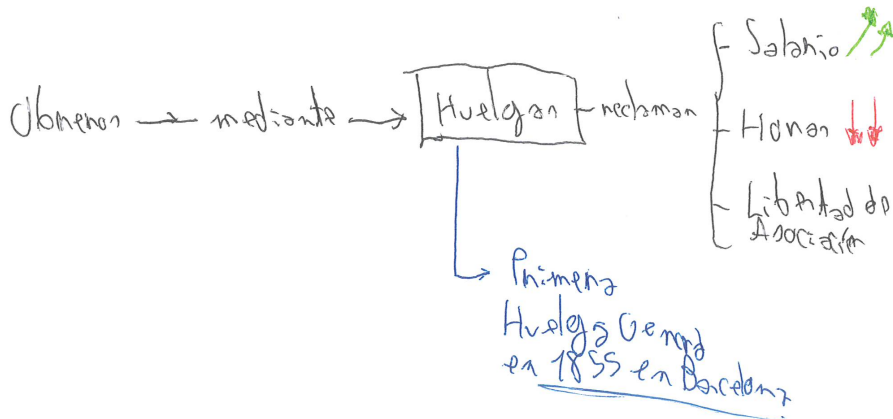 Obreros → mediante → Huelgas - reclaman
- Salario
- Horas
- Libertad de
Asociación
Primera
Huelga General
en 1855 en Barcelona